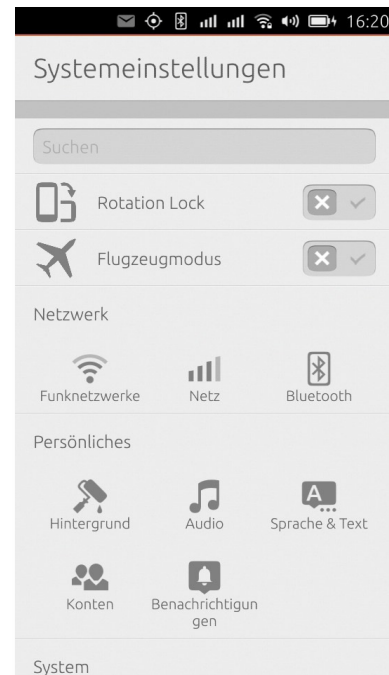 16:20
Systemeinstellungen
Suchen
Rotation Lock
Flugzeugmodus
Netzwerk
Funknetzwerke Netz Bluetooth
Persönliches
Hintergrund Audio Sprache & Text
Konten Benachrichtigun
gen
System